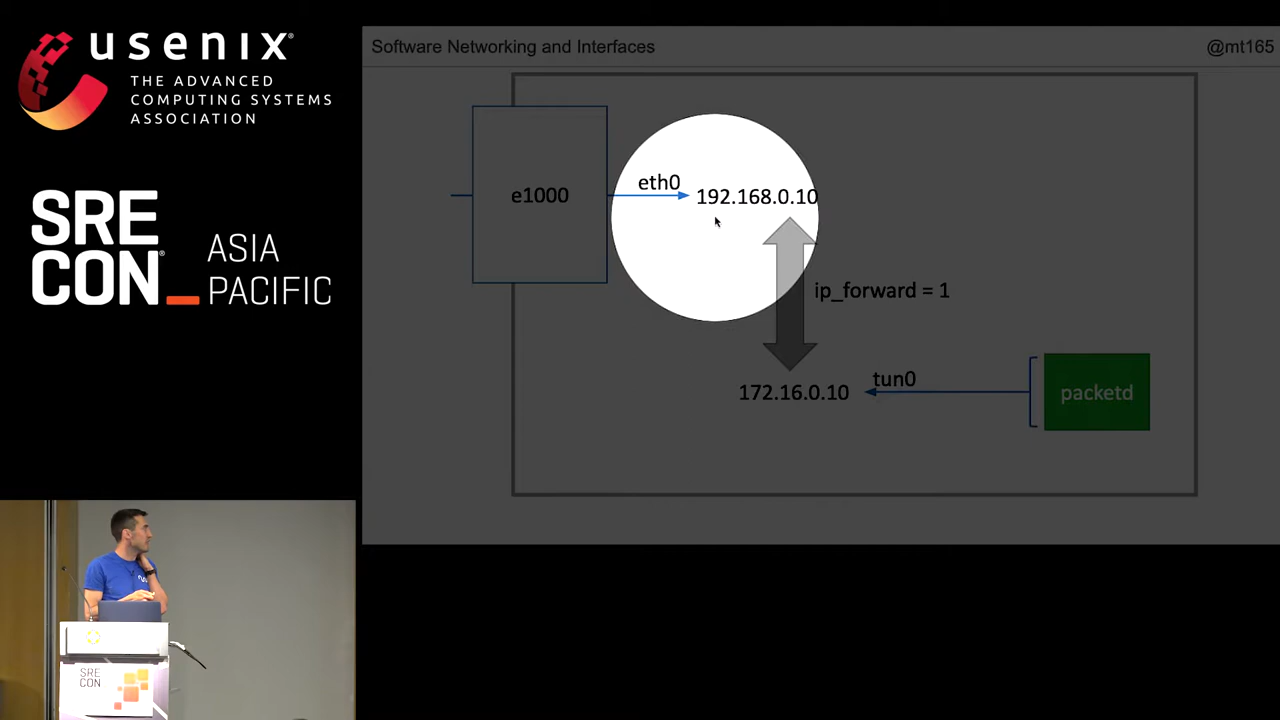 usenix
THE ADVANCED
COMPUTING SYSTEMS
ASSOCIATION
SRE
CON
ASIA
PACIFIC
Software Networking and Interfaces
@mt165
e1000
eth0
192.168.0.10
ip_forward = 1
172.16.0.10
tun0
packetd
SRE
CON